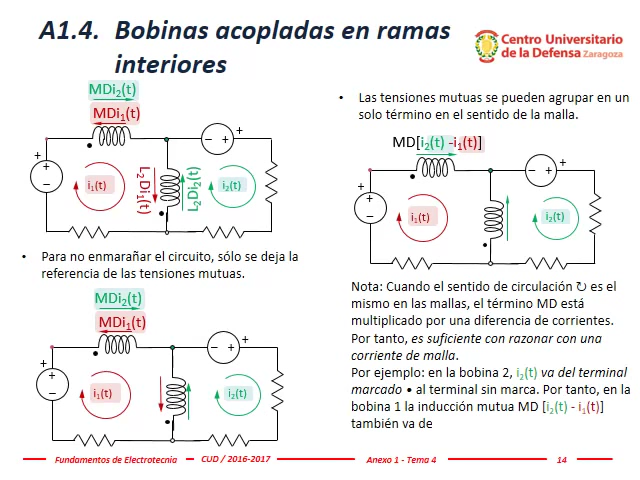 A1.4. Bobinas acopladas en ramas
interiores
Centro Universitario
de la Defensa Zaragoza
MDi₂(t)
MDi₁(t)
+
- +
+
-
i₁(t)
L₂Di₁(t)
L₂Di₂(t)
i₂(t)
• Para no enmarañar el circuito, sólo se deja la
referencia de las tensiones mutuas.
MDi₂(t)
MDi₁(t)
- +
+
+
-
i₁(t)
i₂(t)
• Las tensiones mutuas se pueden agrupar en un
solo término en el sentido de la malla.
MD[i₂(t) -i₁(t)]
- +
+
+
-
i₁(t)
i₂(t)
Nota: Cuando el sentido de circulación ↻ es el
mismo en las mallas, el término MD está
multiplicado por una diferencia de corrientes.
Por tanto, es suficiente con razonar con una
corriente de malla.
Por ejemplo: en la bobina 2, i₂(t) va del terminal
marcado • al terminal sin marca. Por tanto, en la
bobina 1 la inducción mutua MD [i₂(t) - i₁(t)]
también va de
Fundamentos de Electrotecnia CUD / 2016-2017 Anexo 1 - Tema 4 14